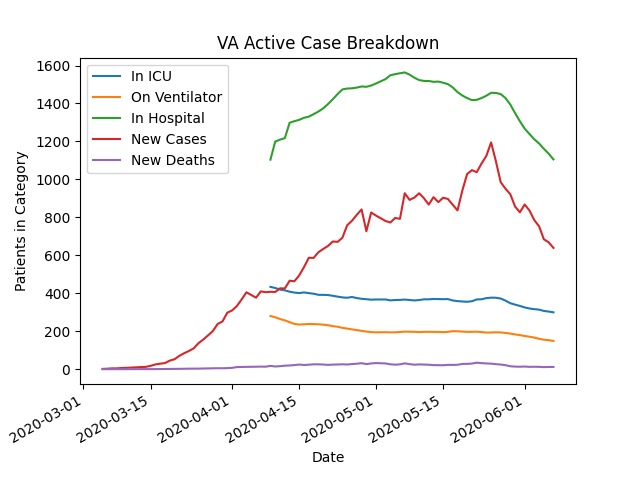 VA Active Case Breakdown
In ICU
On Ventilator
In Hospital
New Cases
New Deaths
Patients in Category
1600
1400
1200
1000
800
600
400
200
0
2020-03-01
2020-03-15
2020-04-01
2020-04-15
2020-05-01
2020-05-15
2020-06-01
Date